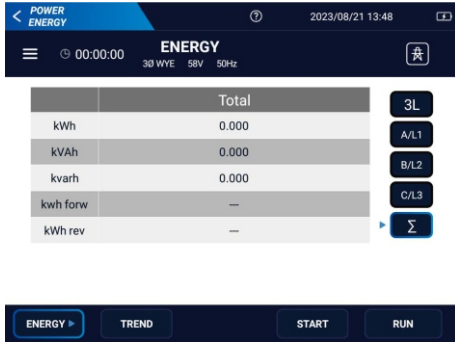 POWER
ENERGY
2023/08/21 13:48
00:00:00
ENERGY
3Ø WYE 58V 50Hz
Total
kWh 0.000
kVAh 0.000
kvarh 0.000
kwh forw —
kWh rev —
3L
A/L1
B/L2
C/L3
Σ
ENERGY TREND START RUN